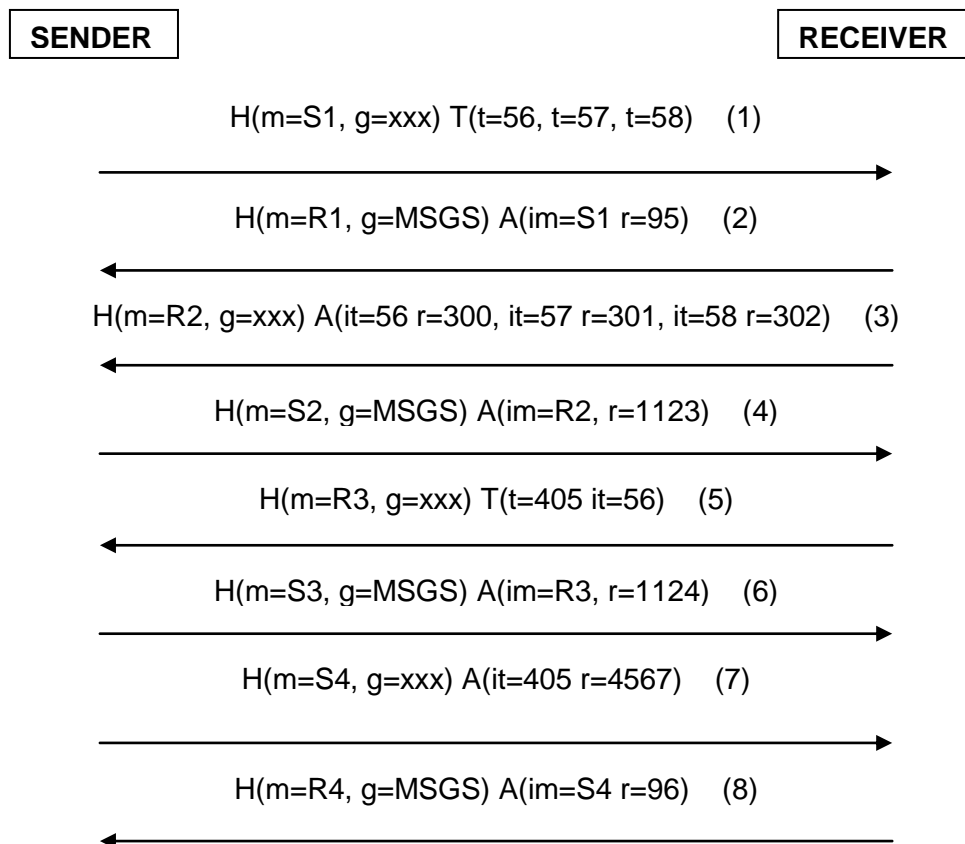 SENDER RECEIVER
H(m=S1, g=xxx) T(t=56, t=57, t=58) (1)
H(m=R1, g=MSGS) A(im=S1 r=95) (2)
H(m=R2, g=xxx) A(it=56 r=300, it=57 r=301, it=58 r=302) (3)
H(m=S2, g=MSGS) A(im=R2, r=1123) (4)
H(m=R3, g=xxx) T(t=405 it=56) (5)
H(m=S3, g=MSGS) A(im=R3, r=1124) (6)
H(m=S4, g=xxx) A(it=405 r=4567) (7)
H(m=R4, g=MSGS) A(im=S4 r=96) (8)